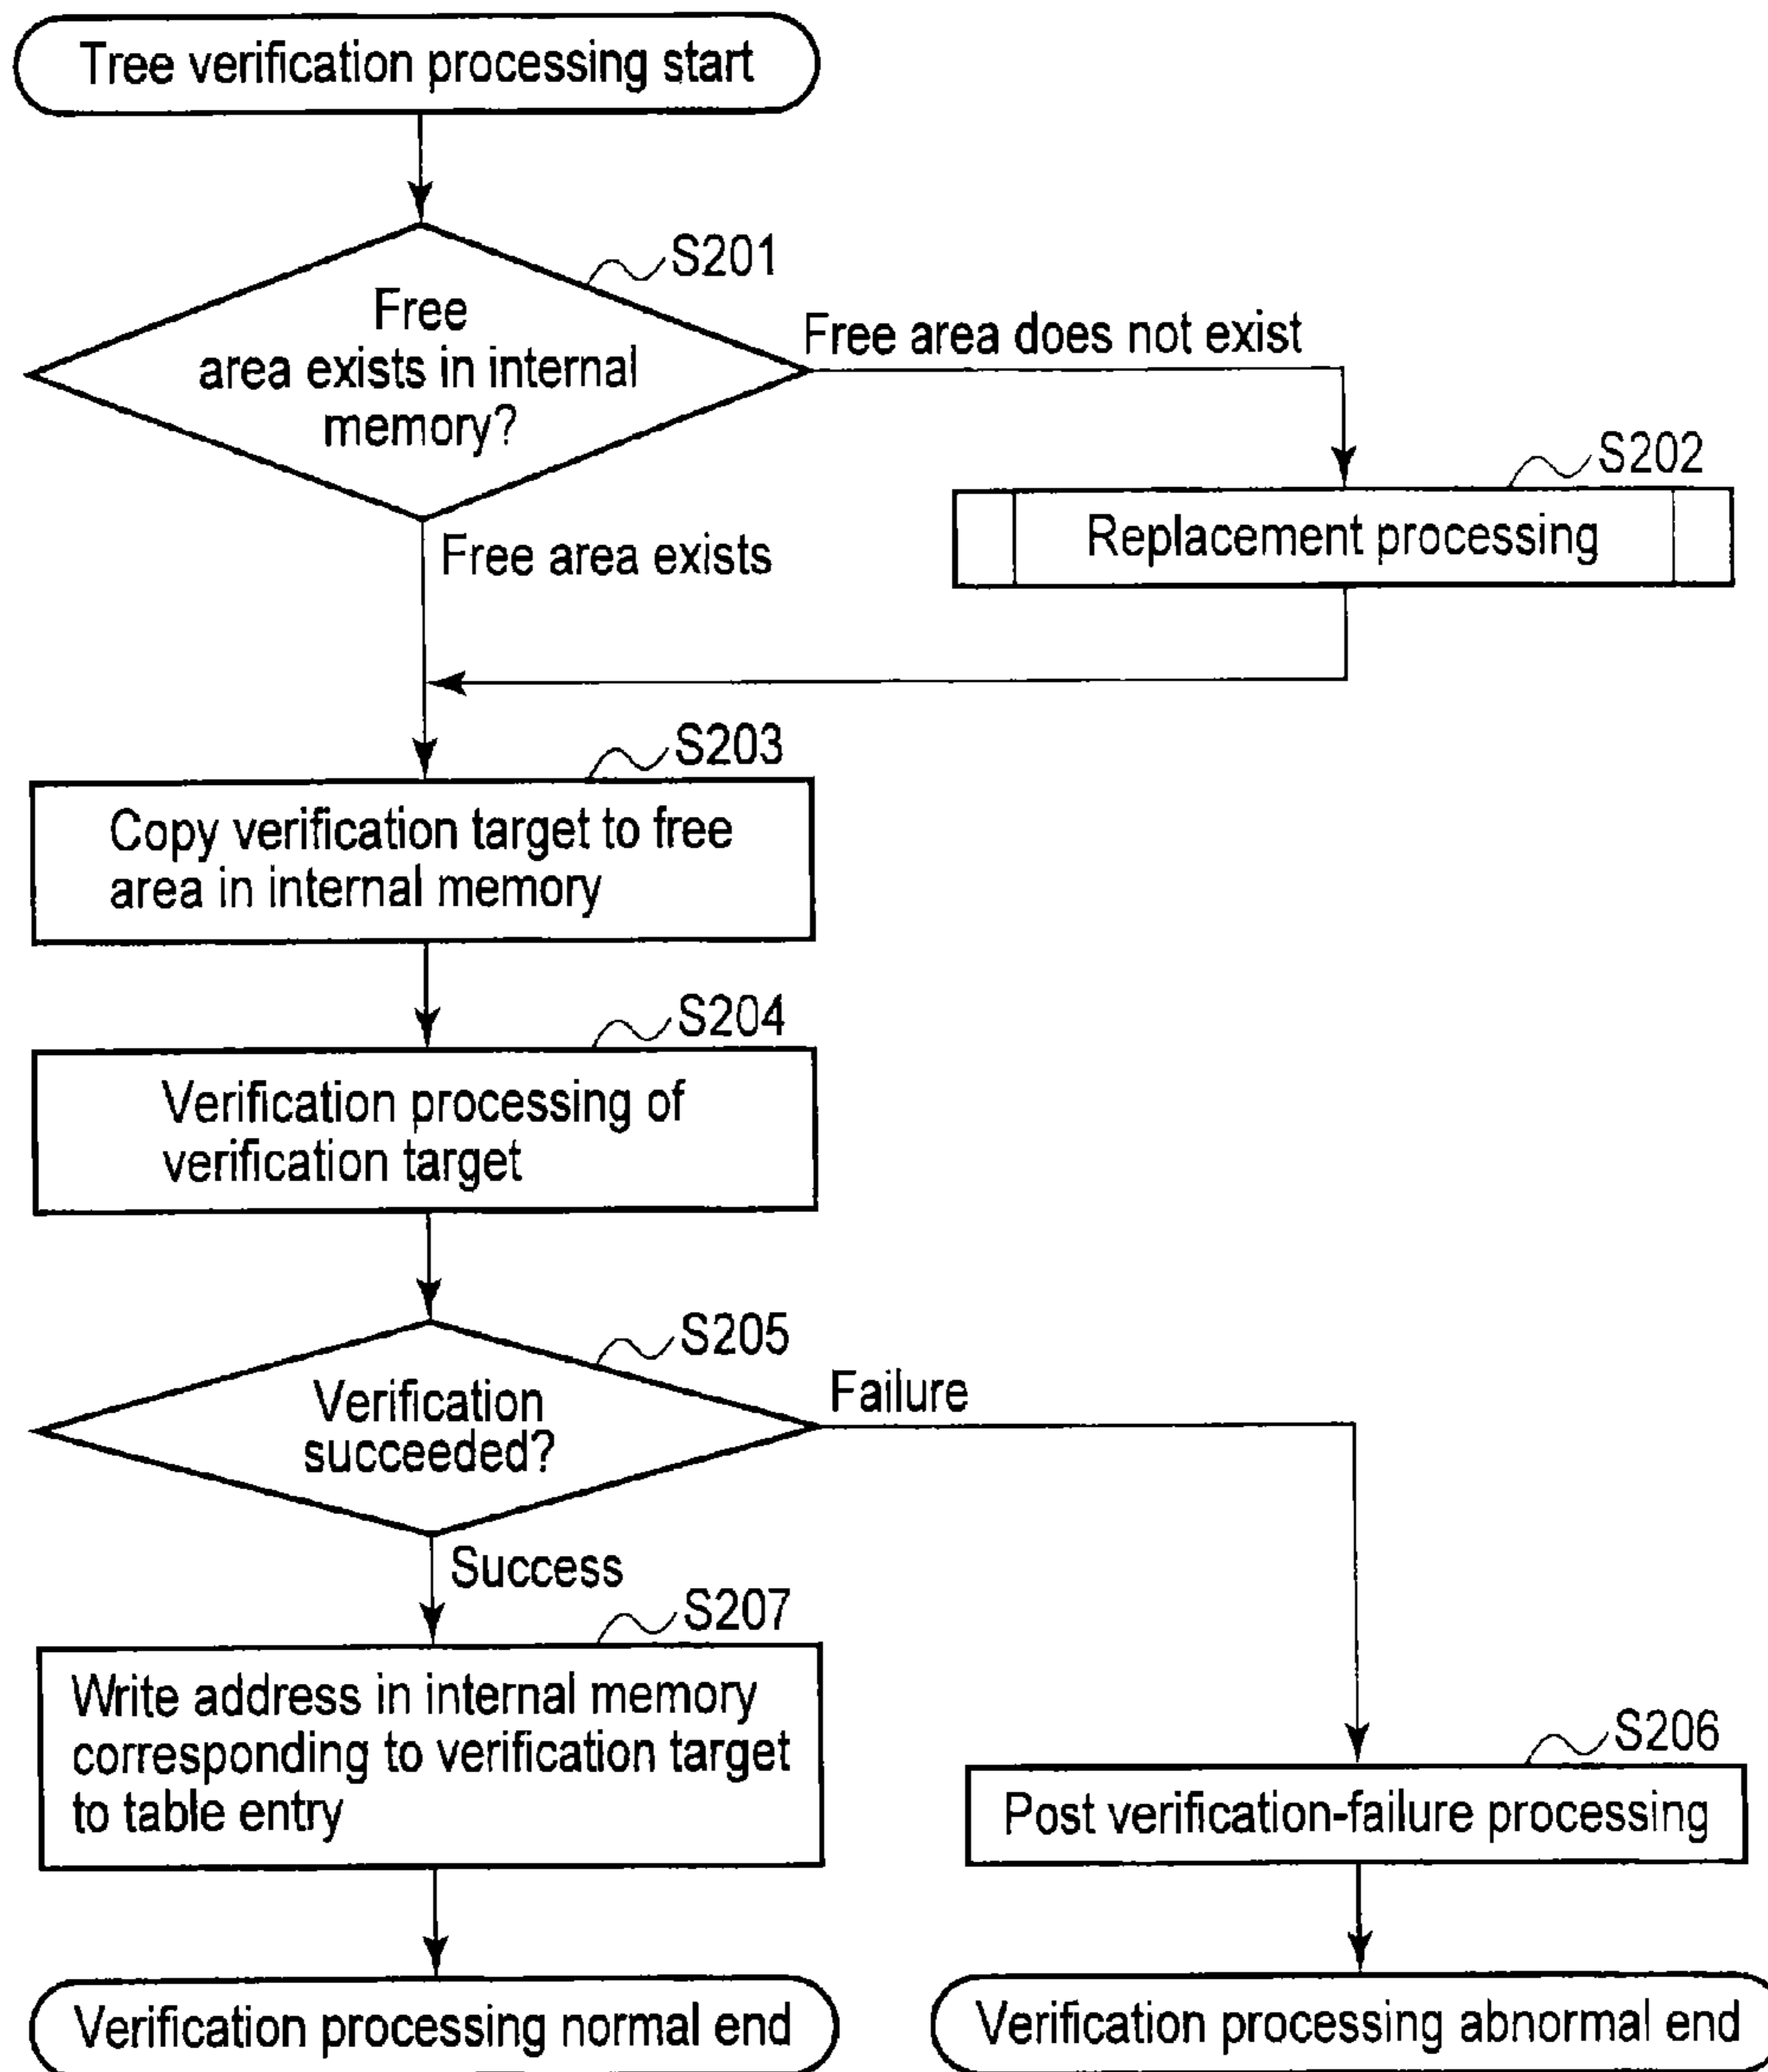 Tree verification processing start
S201
Free
area exists in internal
memory?
Free area does not exist
S202
Replacement processing
Free area exists
S203
Copy verification target to free
area in internal memory
S204
Verification processing of
verification target
S205
Verification
succeeded?
Failure
Success
S207
Write address in internal memory
corresponding to verification target
to table entry
S206
Post verification-failure processing
Verification processing normal end
Verification processing abnormal end